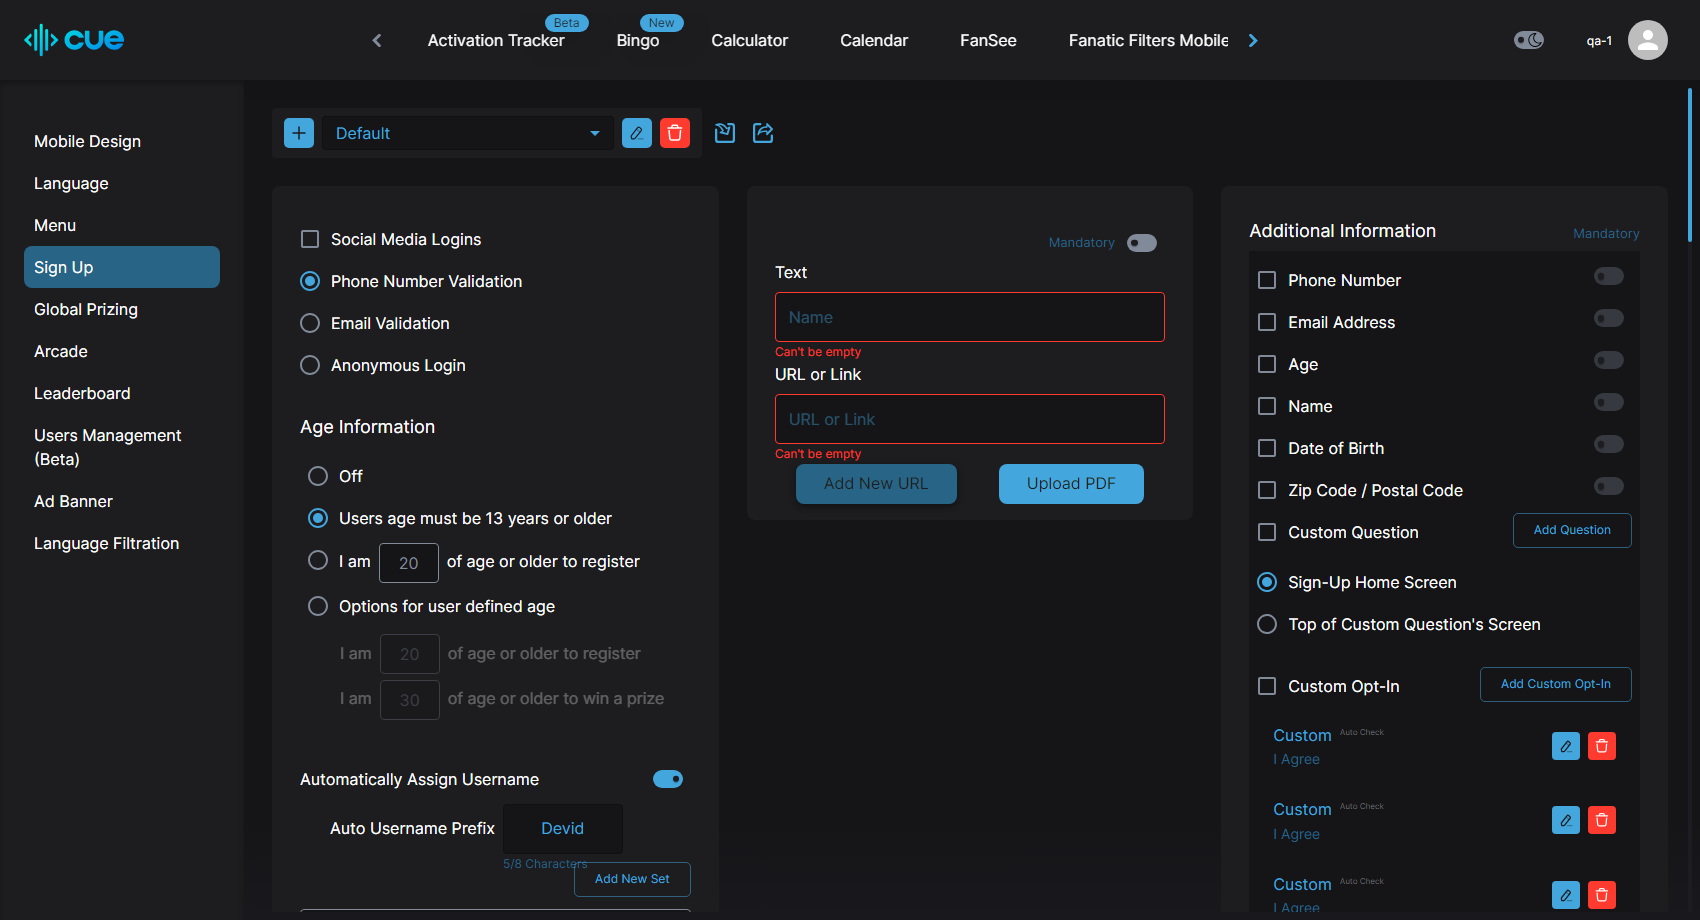 cue
Activation Tracker
Beta
Bingo
New
Calculator
Calendar
FanSee
Fanatic Filters Mobile
qa-1
Mobile Design
Language
Menu
Sign Up
Global Prizing
Arcade
Leaderboard
Users Management
(Beta)
Ad Banner
Language Filtration
Default
Social Media Logins
Phone Number Validation
Email Validation
Anonymous Login
Age Information
Off
Users age must be 13 years or older
I am 20 of age or older to register
Options for user defined age
I am 20 of age or older to register
I am 30 of age or older to win a prize
Automatically Assign Username
Auto Username Prefix Devid
5/8 Characters
Add New Set
Mandatory
Text
Name
Can't be empty
URL or Link
URL or Link
Can't be empty
Add New URL
Upload PDF
Additional Information
Mandatory
Phone Number
Email Address
Age
Name
Date of Birth
Zip Code / Postal Code
Custom Question
Add Question
Sign-Up Home Screen
Top of Custom Question's Screen
Custom Opt-In
Add Custom Opt-In
Custom Auto Check
I Agree
Custom Auto Check
I Agree
Custom Auto Check
I Agree